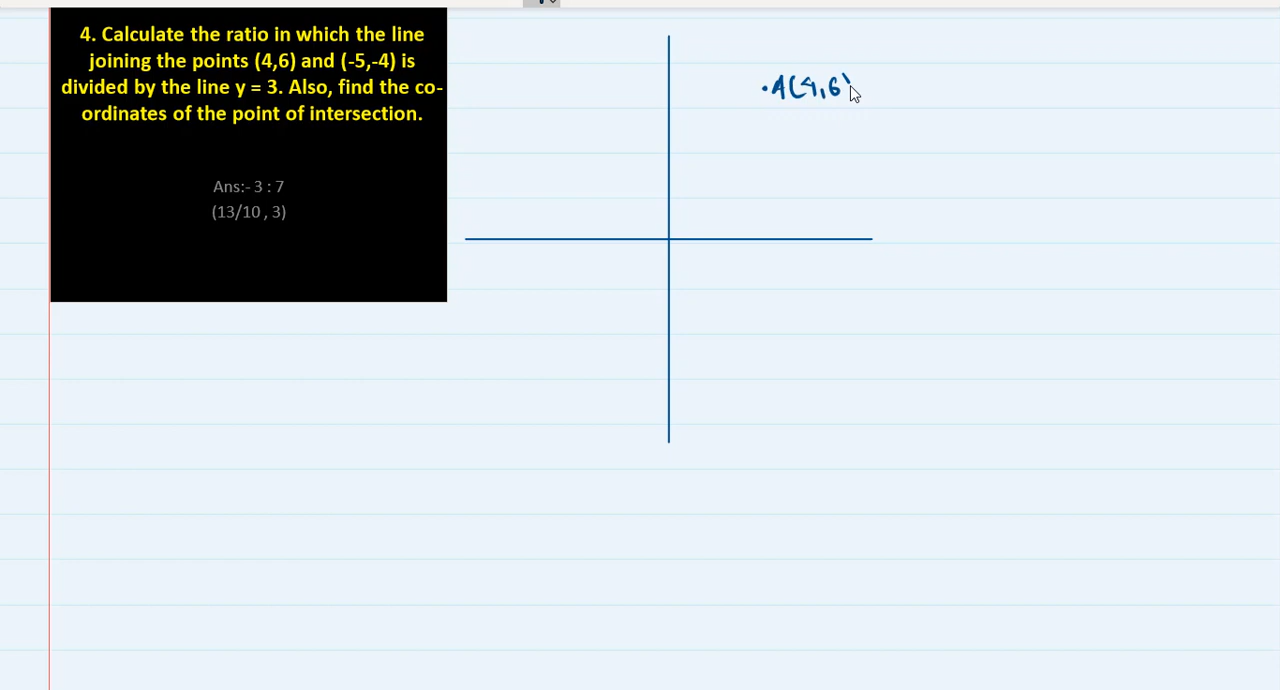 4. Calculate the ratio in which the line
joining the points (4,6) and (-5,-4) is
divided by the line y = 3. Also, find the co-
ordinates of the point of intersection.
Ans:- 3 : 7
(13/10 , 3)
.A(4,6)